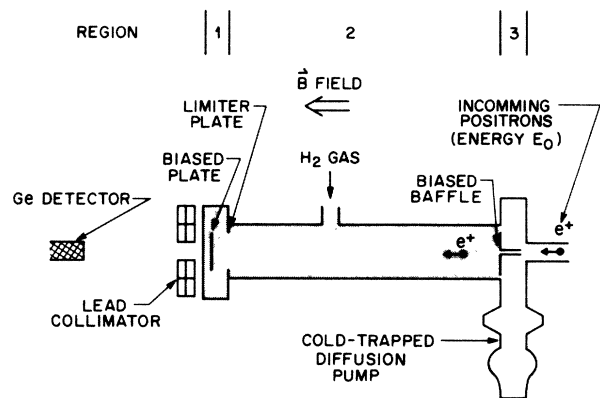 REGION
1
2
3
B FIELD
LIMITER
PLATE
INCOMMING
POSITRONS
(ENERGY E₀)
BIASED
PLATE
H₂ GAS
BIASED
BAFFLE
Ge DETECTOR
e⁺
e⁺
LEAD
COLLIMATOR
COLD-TRAPPED
DIFFUSION
PUMP